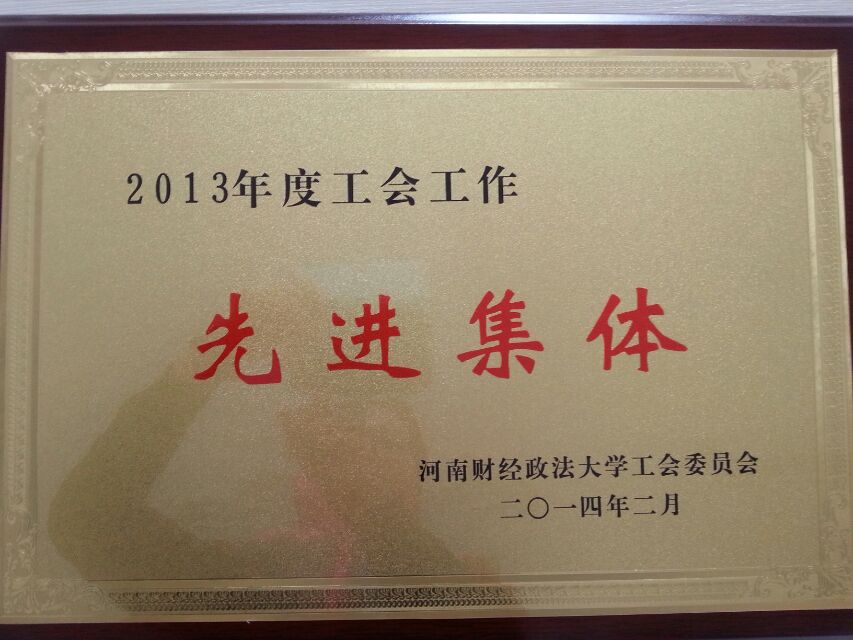 2013年度工会工作
先进集体
河南财经政法大学工会委员会
二〇一四年二月